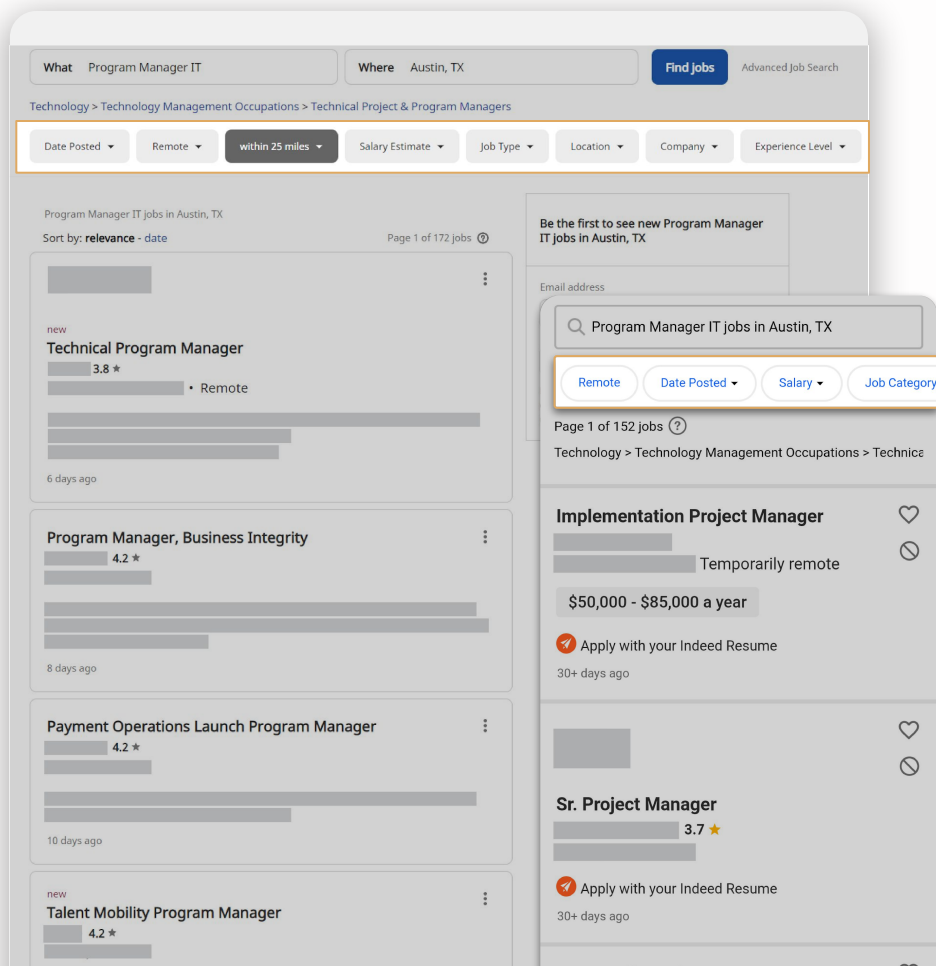 What Program Manager IT
Where Austin, TX
Find jobs
Advanced Job Search
Technology > Technology Management Occupations > Technical Project & Program Managers
Date Posted
Remote
within 25 miles
Salary Estimate
Job Type
Location
Company
Experience Level
Program Manager IT jobs in Austin, TX
Sort by: relevance - date
Page 1 of 172 jobs ?
new
Technical Program Manager
3.8 ★
• Remote
6 days ago
Program Manager, Business Integrity
4.2 ★
8 days ago
Payment Operations Launch Program Manager
4.2 ★
10 days ago
new
Talent Mobility Program Manager
4.2 ★
Be the first to see new Program Manager
IT jobs in Austin, TX
Email address
Program Manager IT jobs in Austin, TX
Remote
Date Posted
Salary
Job Category
Page 1 of 152 jobs ?
Technology > Technology Management Occupations > Technica
Implementation Project Manager
Temporarily remote
$50,000 - $85,000 a year
Apply with your Indeed Resume
30+ days ago
Sr. Project Manager
3.7 ★
Apply with your Indeed Resume
30+ days ago